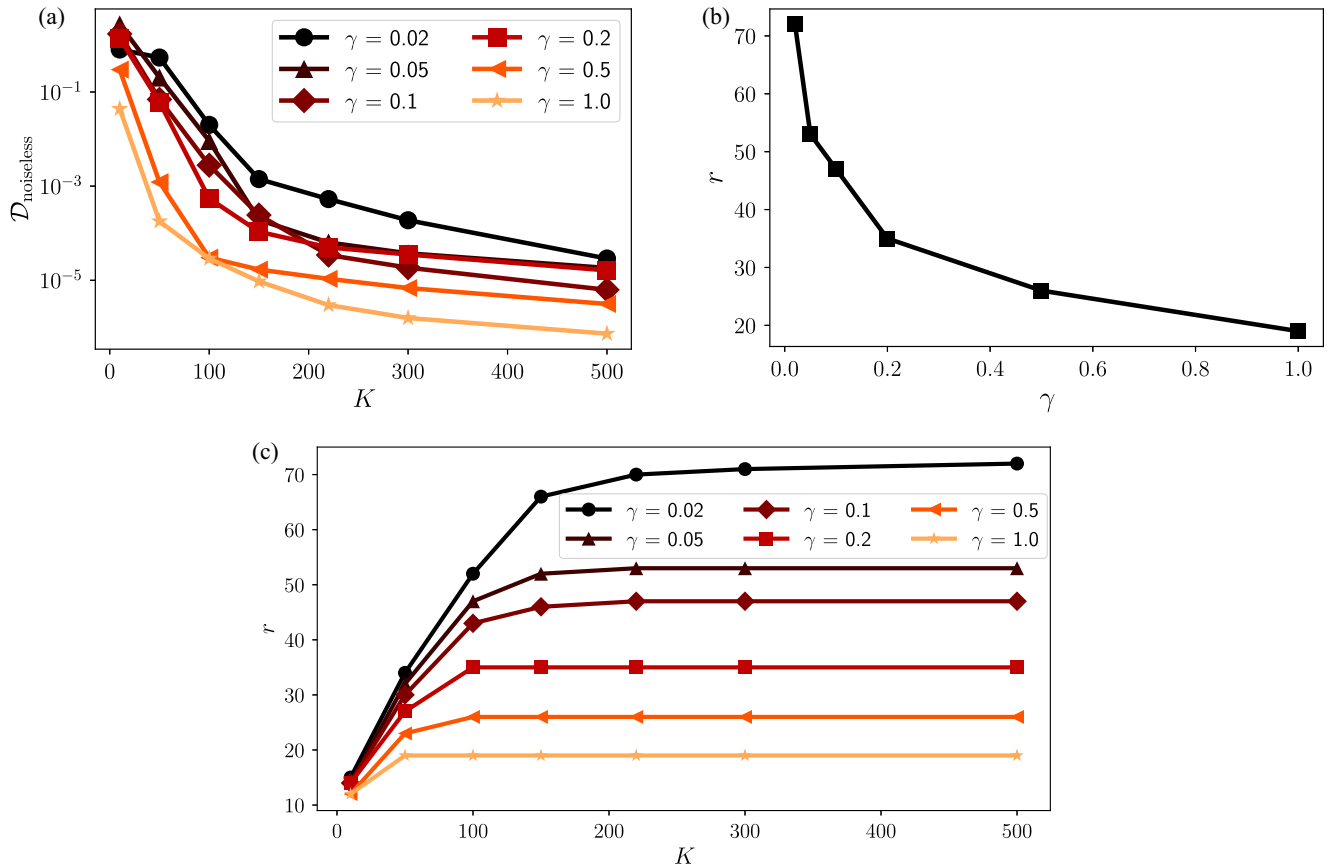 (a)
10⁻¹
10⁻³
10⁻⁵
𝒟noiseless
γ = 0.02
γ = 0.05
γ = 0.1
γ = 0.2
γ = 0.5
γ = 1.0
0 100 200 300 400 500
K
(b)
70
60
50
40
30
20
r
0.0 0.2 0.4 0.6 0.8 1.0
γ
(c)
70
60
50
40
30
20
10
r
γ = 0.02
γ = 0.05
γ = 0.1
γ = 0.2
γ = 0.5
γ = 1.0
0 100 200 300 400 500
K